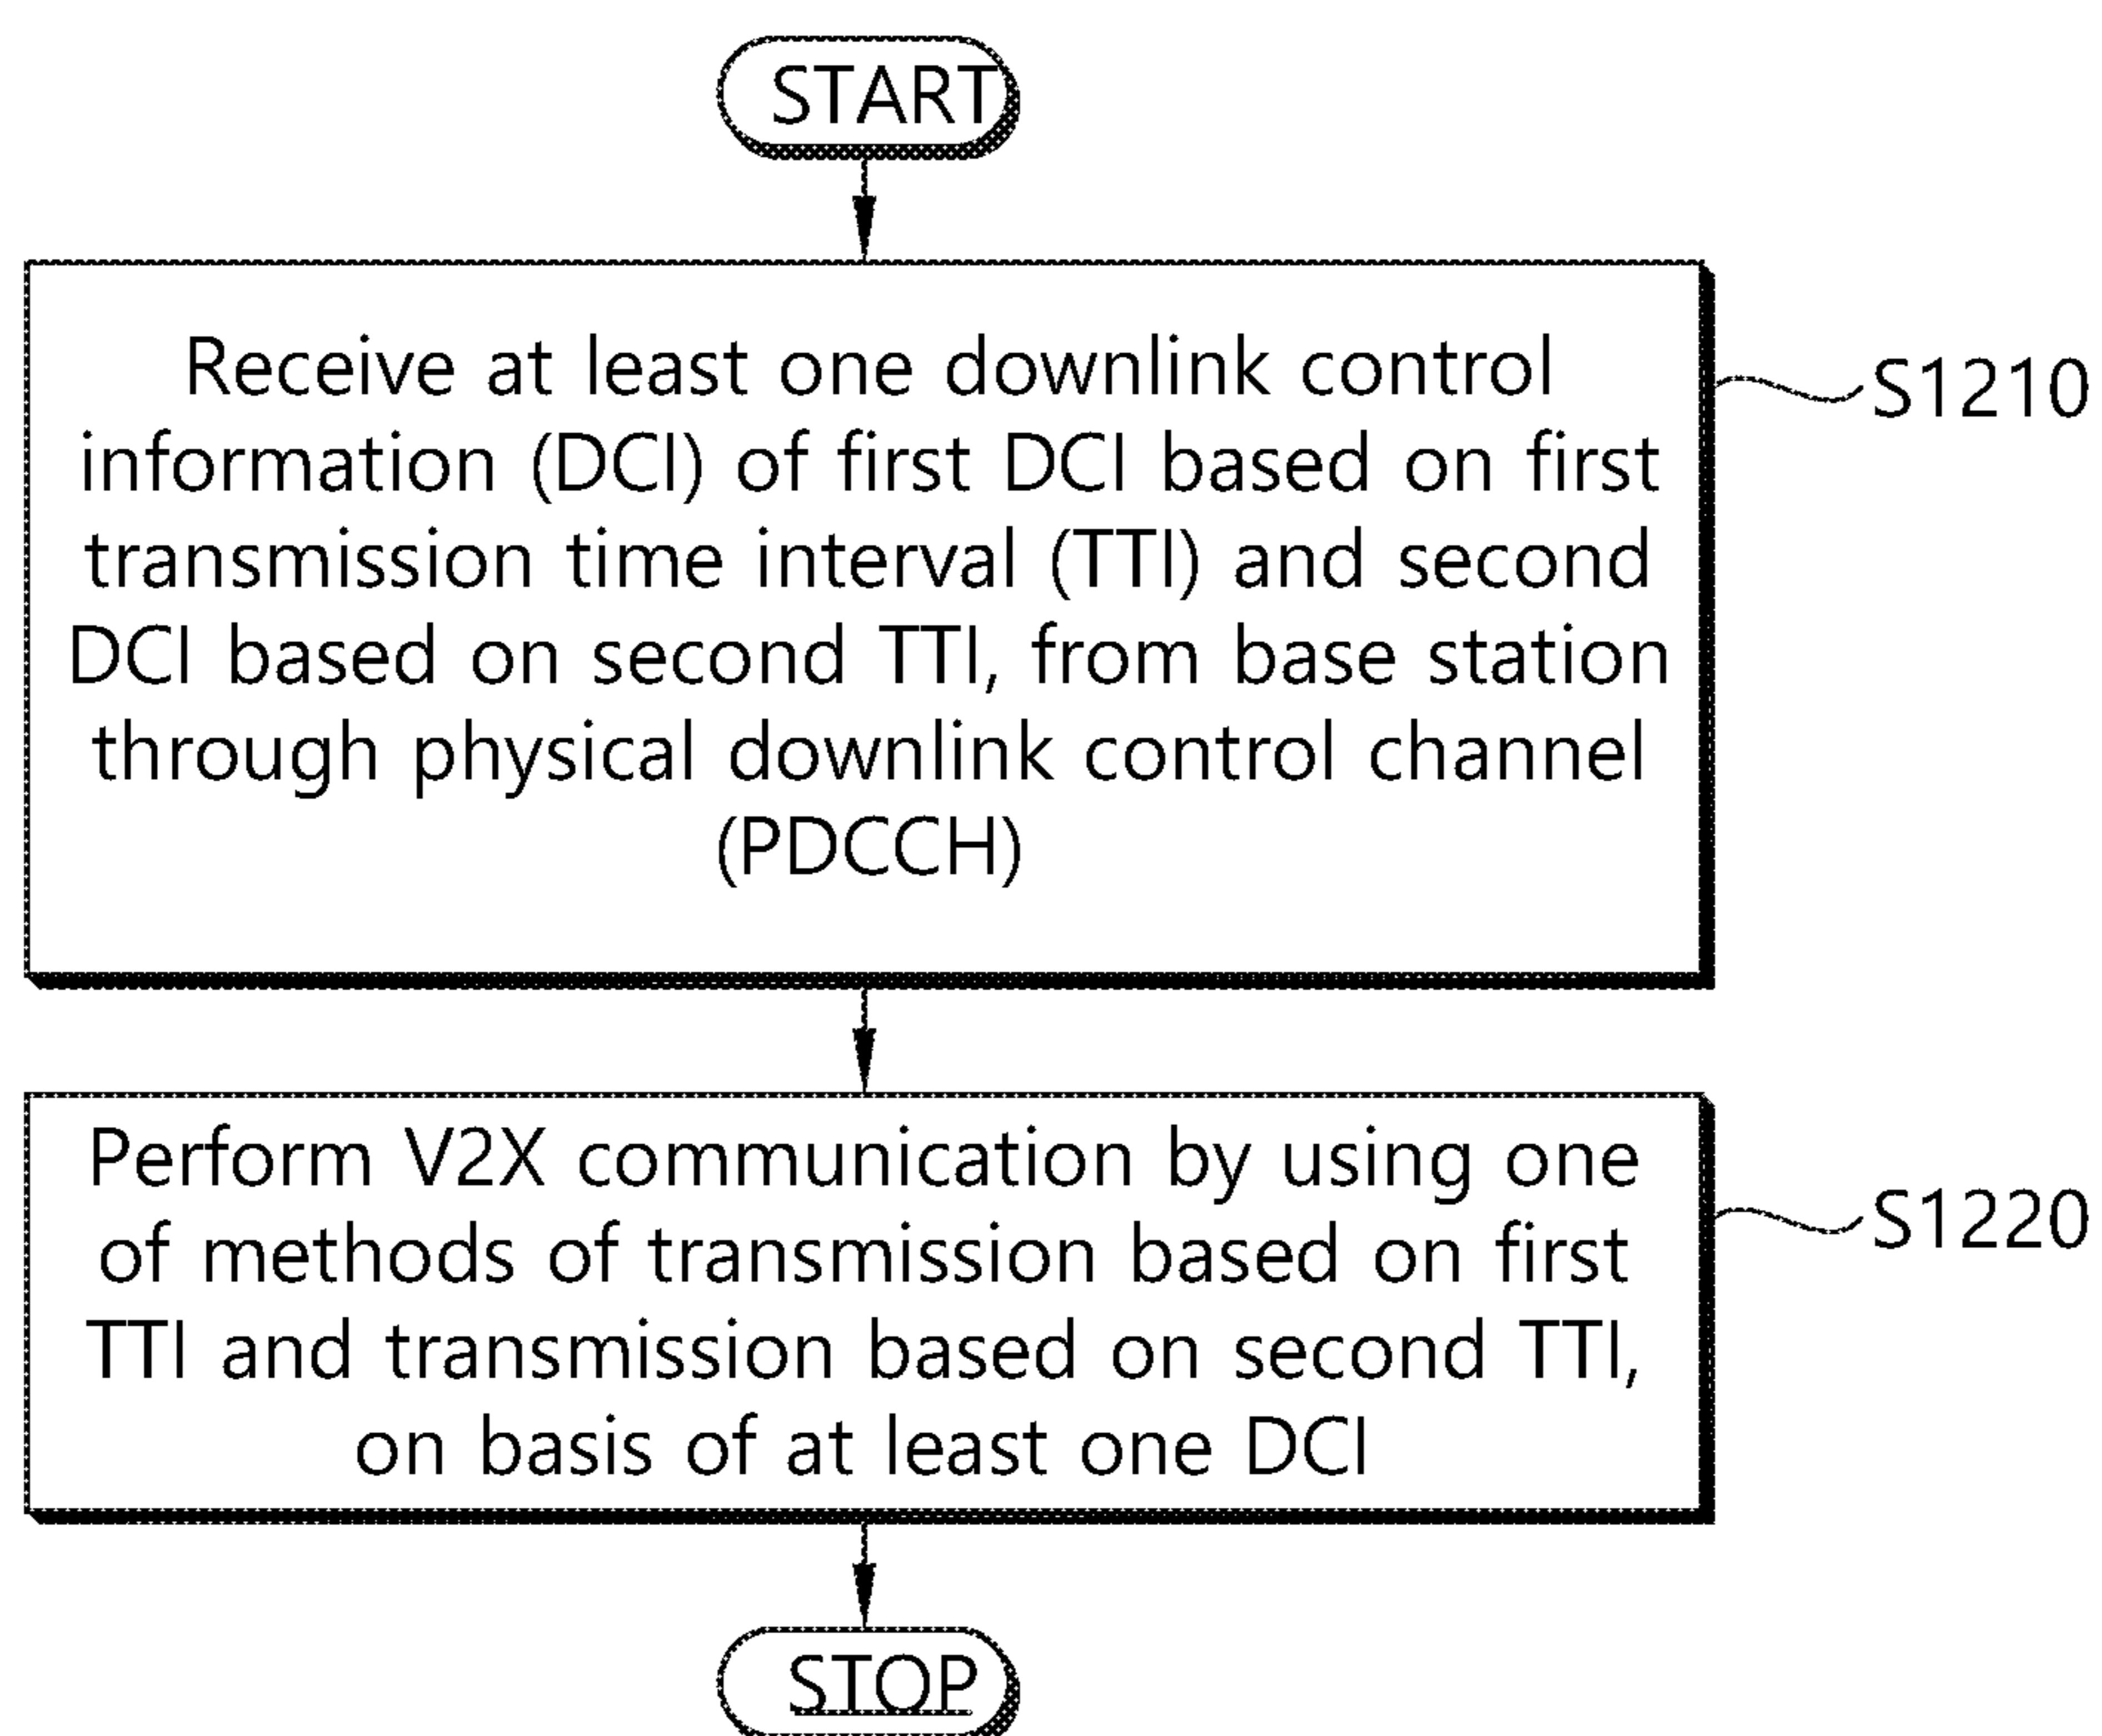 START
Receive at least one downlink control
information (DCI) of first DCI based on first
transmission time interval (TTI) and second
DCI based on second TTI, from base station
through physical downlink control channel
(PDCCH)
S1210
Perform V2X communication by using one
of methods of transmission based on first
TTI and transmission based on second TTI,
on basis of at least one DCI
S1220
STOP